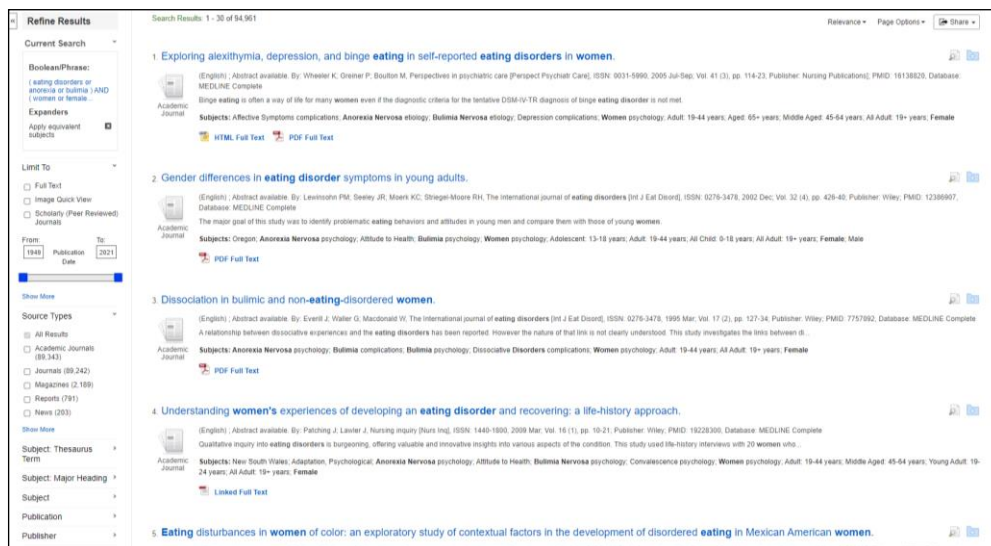 Refine Results
Search Results: 1 - 30 of 94,961
Relevance
Page Options
Share
Current Search
Boolean/Phrase:
( eating disorders or
anorexia or bulimia ) AND
( women or female...
Expanders
Apply equivalent
subjects
Limit To
Full Text
Image Quick View
Scholarly (Peer Reviewed)
Journals
From:
To:
1940
Publication
Date
2021
Show More
Source Types
All Results
Academic Journals
(89,343)
Journals (89,242)
Magazines (2,189)
Reports (791)
News (203)
Show More
Subject: Thesaurus
Term
Subject: Major Heading
Subject
Publication
Publisher
1. Exploring alexithymia, depression, and binge eating in self-reported eating disorders in women.
Academic
Journal
(English) ; Abstract available. By: Wheeler K; Greiner P; Boulton M, Perspectives in psychiatric care [Perspect Psychiatr Care], ISSN: 0031-5990, 2005 Jul-Sep; Vol. 41 (3), pp. 114-23; Publisher: Nursing Publications]; PMID: 16138820, Database:
MEDLINE Complete
Binge eating is often a way of life for many women even if the diagnostic criteria for the tentative DSM-IV-TR diagnosis of binge eating disorder is not met.
Subjects: Affective Symptoms complications; Anorexia Nervosa etiology; Bulimia Nervosa etiology; Depression complications; Women psychology; Adult: 19-44 years; Aged: 65+ years; Middle Aged: 45-64 years; All Adult: 19+ years; Female
HTML Full Text
PDF Full Text
2. Gender differences in eating disorder symptoms in young adults.
Academic
Journal
(English) ; Abstract available. By: Lewinsohn PM; Seeley JR; Moerk KC; Striegel-Moore RH, The International journal of eating disorders [Int J Eat Disord], ISSN: 0276-3478, 2002 Dec; Vol. 32 (4), pp. 426-40; Publisher: Wiley; PMID: 12386907,
Database: MEDLINE Complete
The major goal of this study was to identify problematic eating behaviors and attitudes in young men and compare them with those of young women.
Subjects: Oregon; Anorexia Nervosa psychology; Attitude to Health; Bulimia psychology; Women psychology; Adolescent: 13-18 years; Adult: 19-44 years; All Child: 0-18 years; All Adult: 19+ years; Female; Male
PDF Full Text
3. Dissociation in bulimic and non-eating-disordered women.
Academic
Journal
(English) ; Abstract available. By: Everill J; Waller G; Macdonald W, The International journal of eating disorders [Int J Eat Disord], ISSN: 0276-3478, 1995 Mar; Vol. 17 (2), pp. 127-34; Publisher: Wiley; PMID: 7757992, Database: MEDLINE Complete
A relationship between dissociative experiences and the eating disorders has been reported. However the nature of that link is not clearly understood. This study investigates the links between di...
Subjects: Anorexia Nervosa psychology; Bulimia complications; Bulimia psychology; Dissociative Disorders complications; Women psychology; Adult: 19-44 years; All Adult: 19+ years; Female
PDF Full Text
4. Understanding women's experiences of developing an eating disorder and recovering: a life-history approach.
Academic
Journal
(English) ; Abstract available. By: Patching J; Lawler J, Nursing inquiry [Nurs Inq], ISSN: 1440-1800, 2009 Mar; Vol. 16 (1), pp. 10-21; Publisher: Wiley; PMID: 19228300, Database: MEDLINE Complete
Qualitative inquiry into eating disorders is burgeoning, offering valuable and innovative insights into various aspects of the condition. This study used life-history interviews with 20 women who...
Subjects: New South Wales; Adaptation, Psychological; Anorexia Nervosa psychology; Attitude to Health; Bulimia Nervosa psychology; Convalescence psychology; Women psychology; Adult: 19-44 years; Middle Aged: 45-64 years; Young Adult: 19-
24 years; All Adult: 19+ years; Female
Linked Full Text
5. Eating disturbances in women of color: an exploratory study of contextual factors in the development of disordered eating in Mexican American women.